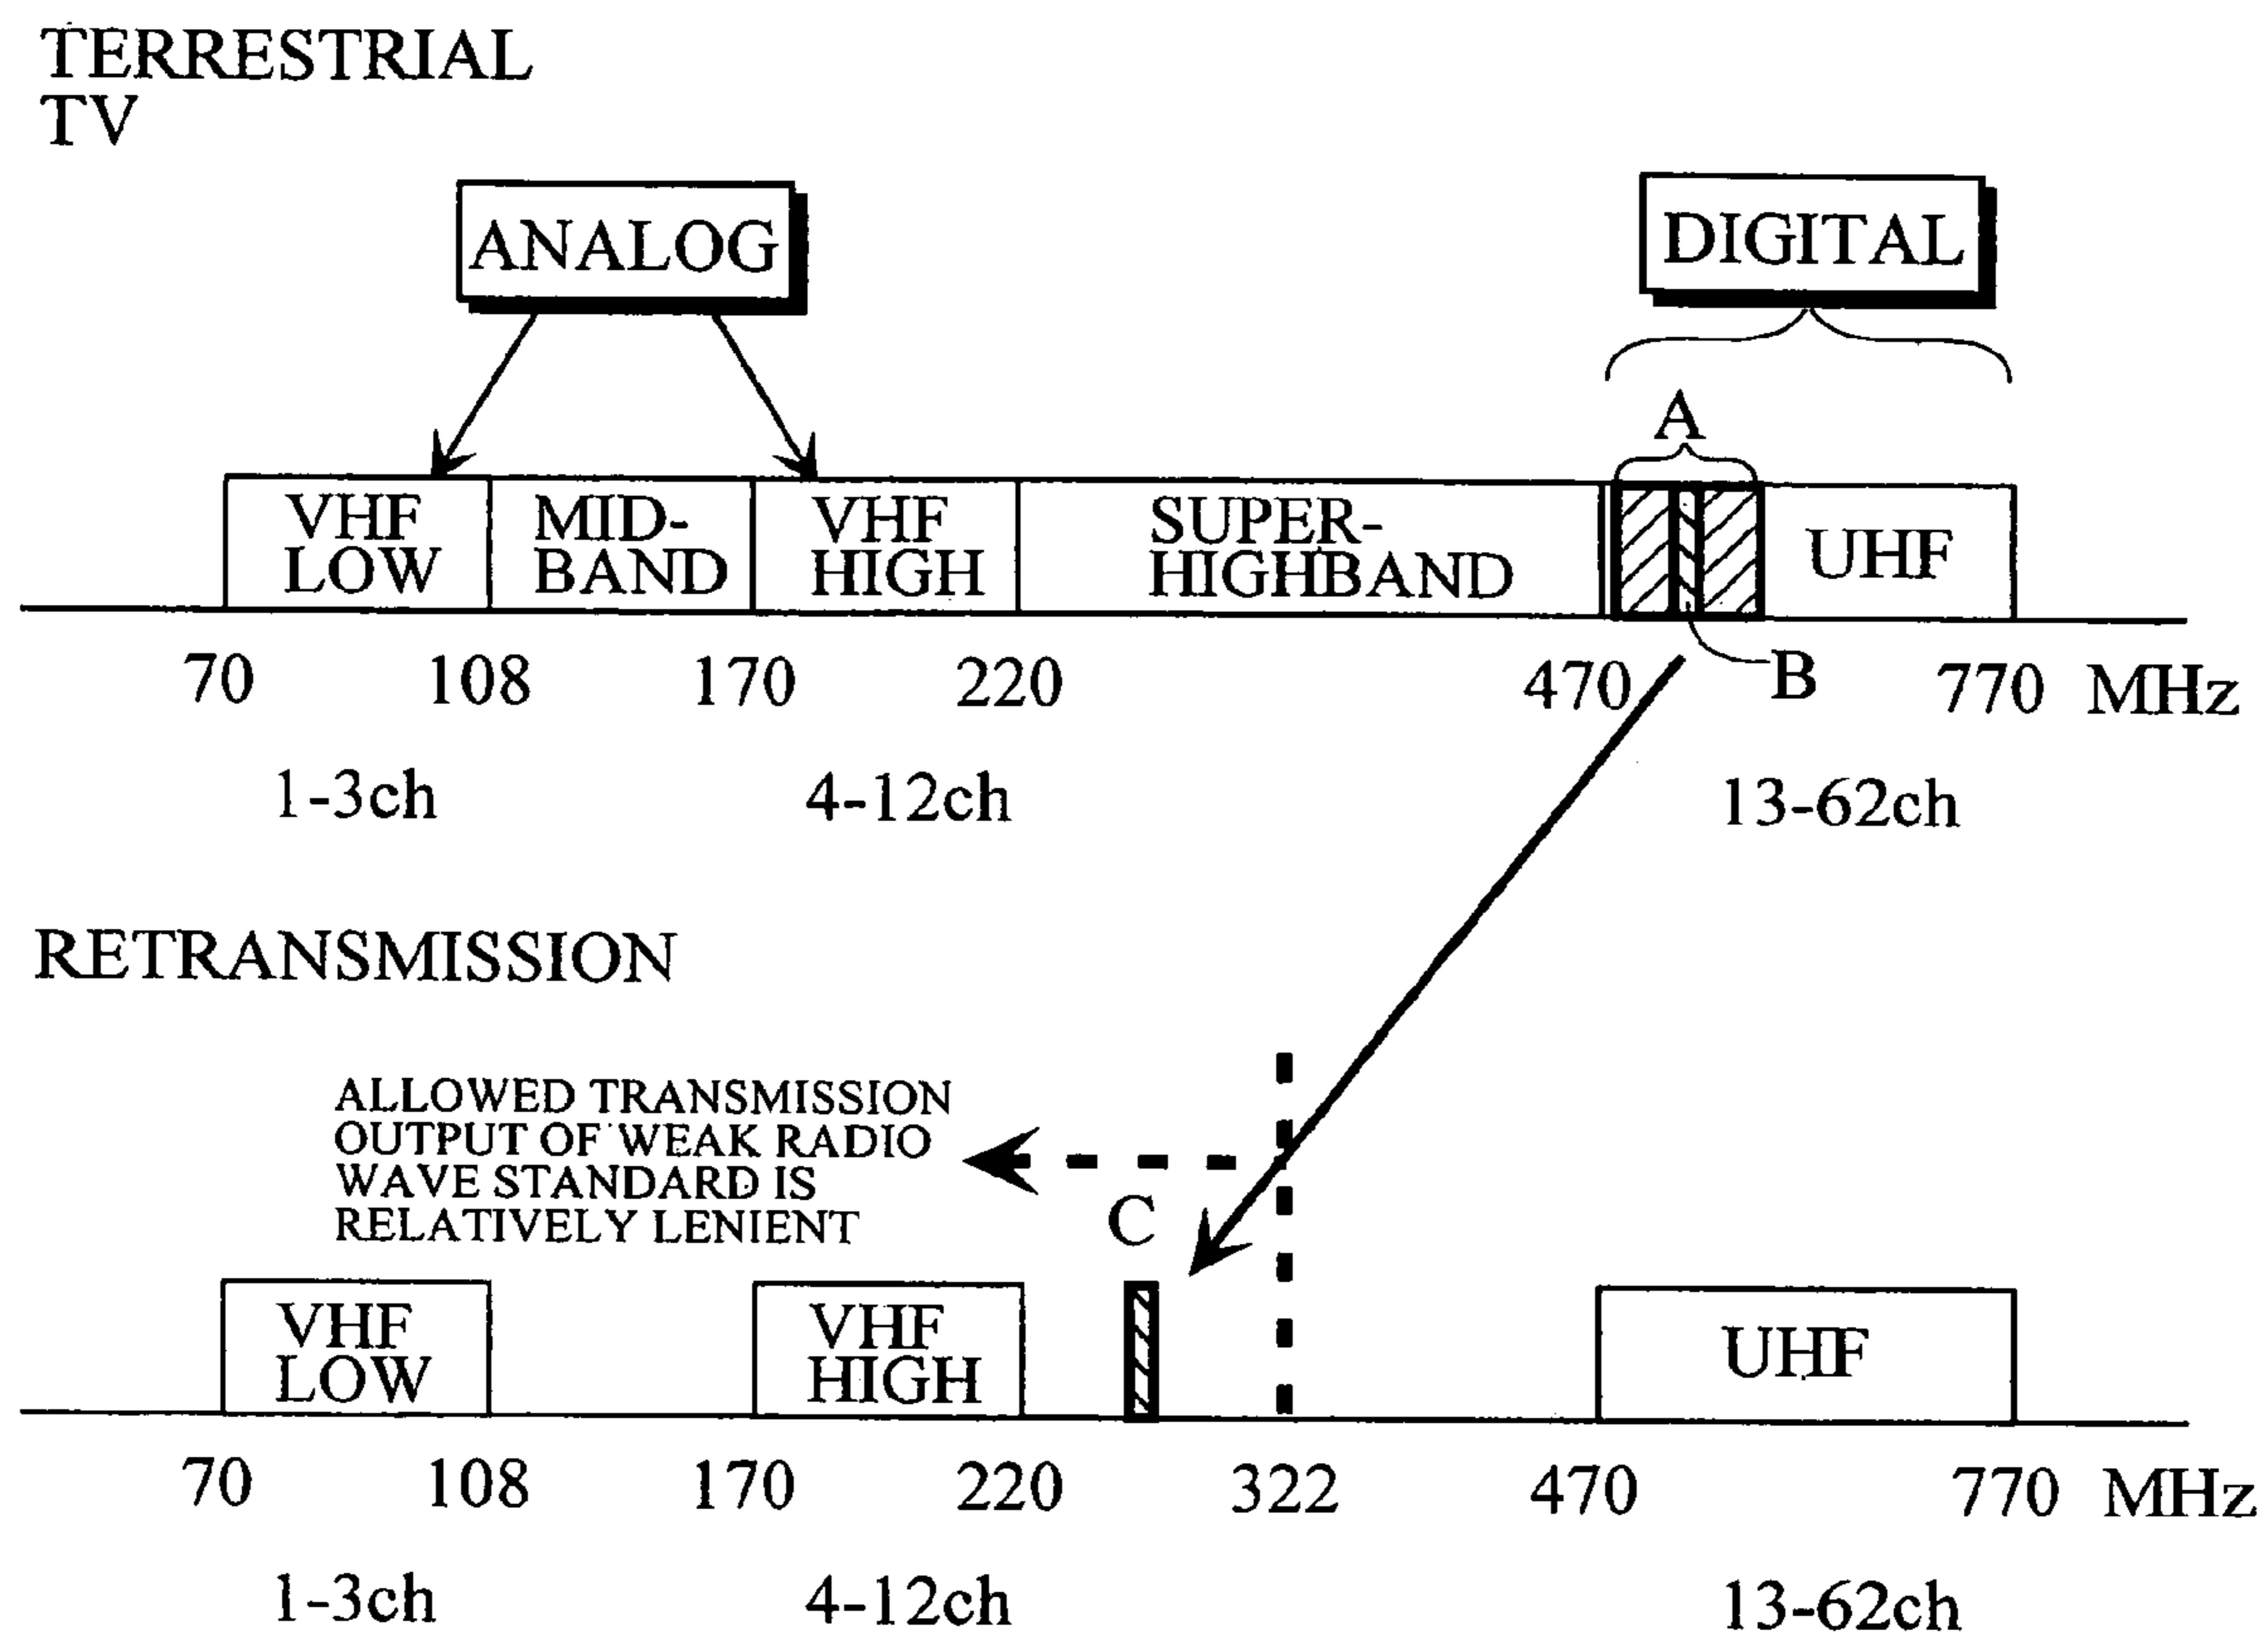 TERRESTRIAL
TV
ANALOG
DIGITAL
A
VHF
LOW
MID-
BAND
VHF
HIGH
SUPER-
HIGHBAND
UHF
B
70 108 170 220 470 770 MHz
1-3ch 4-12ch 13-62ch
RETRANSMISSION
ALLOWED TRANSMISSION
OUTPUT OF WEAK RADIO
WAVE STANDARD IS
RELATIVELY LENIENT
C
VHF
LOW
VHF
HIGH
UHF
70 108 170 220 322 470 770 MHz
1-3ch 4-12ch 13-62ch